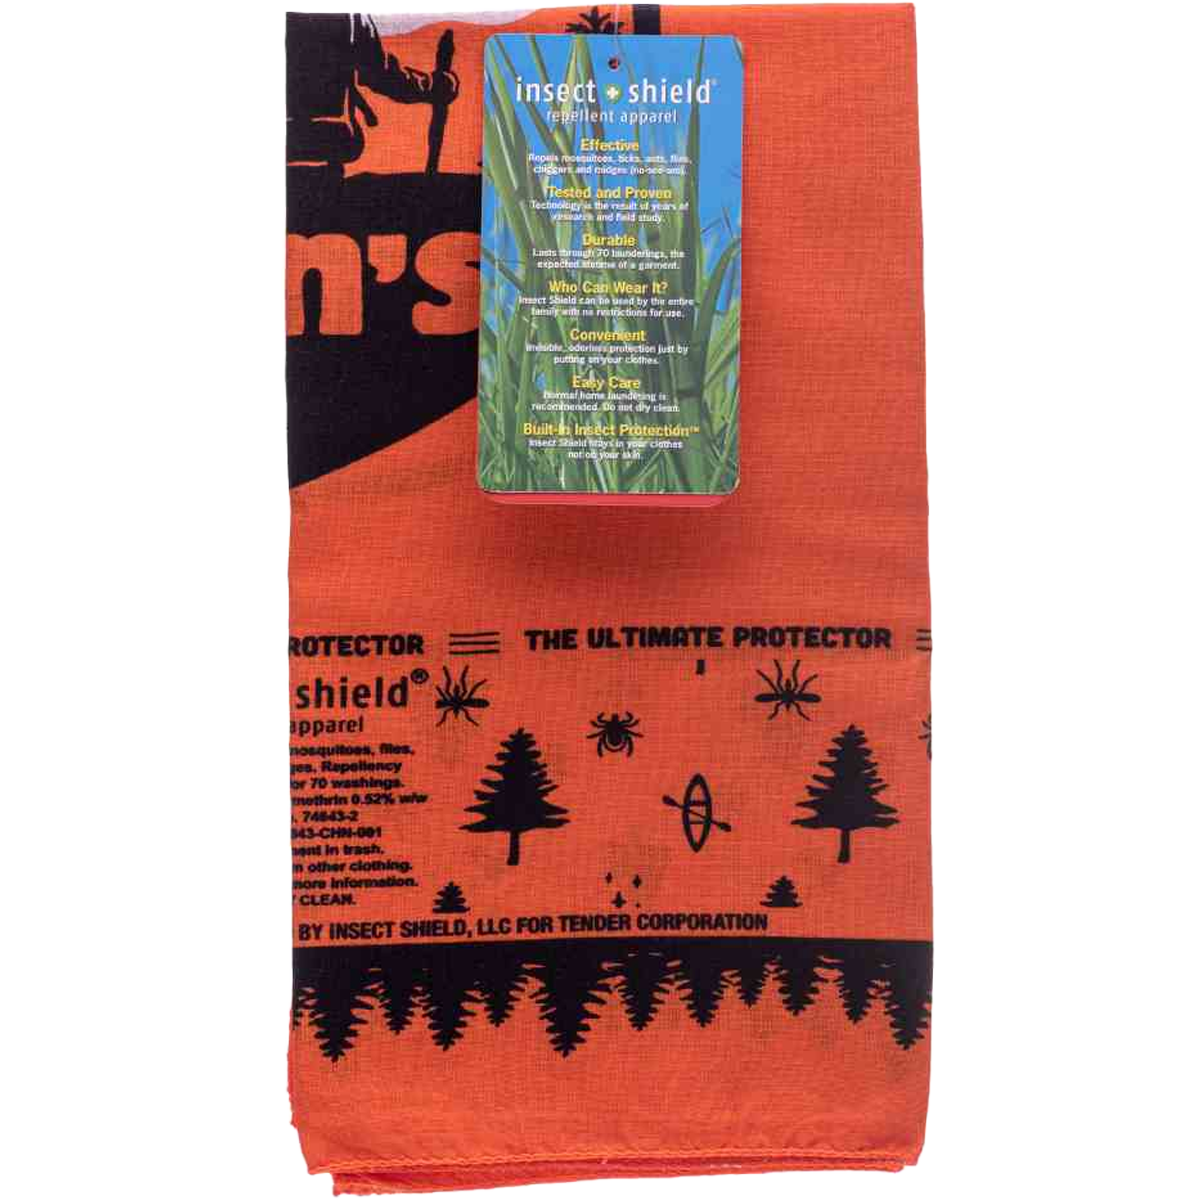 insect shield®
repellent apparel
Effective
Repels mosquitoes, ticks, ants, flies,
chiggers and midges (no-see-ums).
Tested and Proven
Technology is the result of years of
research and field study.
Durable
Lasts through 70 launderings, the
expected lifetime of a garment.
Who Can Wear It?
Insect Shield can be used by the entire
family with no restrictions for use.
Convenient
Invisible, odorless protection just by
putting on your clothes.
Easy Care
Normal home laundering is
recommended. Do not dry clean.
Built-In Insect Protection™
Insect Shield stays in your clothes
not on your skin.
n's
ROTECTOR THE ULTIMATE PROTECTOR
shield®
apparel
mosquitoes, flies,
es. Repellency
or 70 washings.
methrin 0.52% w/w
. 74843-2
843-CHN-001
ment in trash.
n other clothing.
more information.
CLEAN.
BY INSECT SHIELD, LLC FOR TENDER CORPORATION